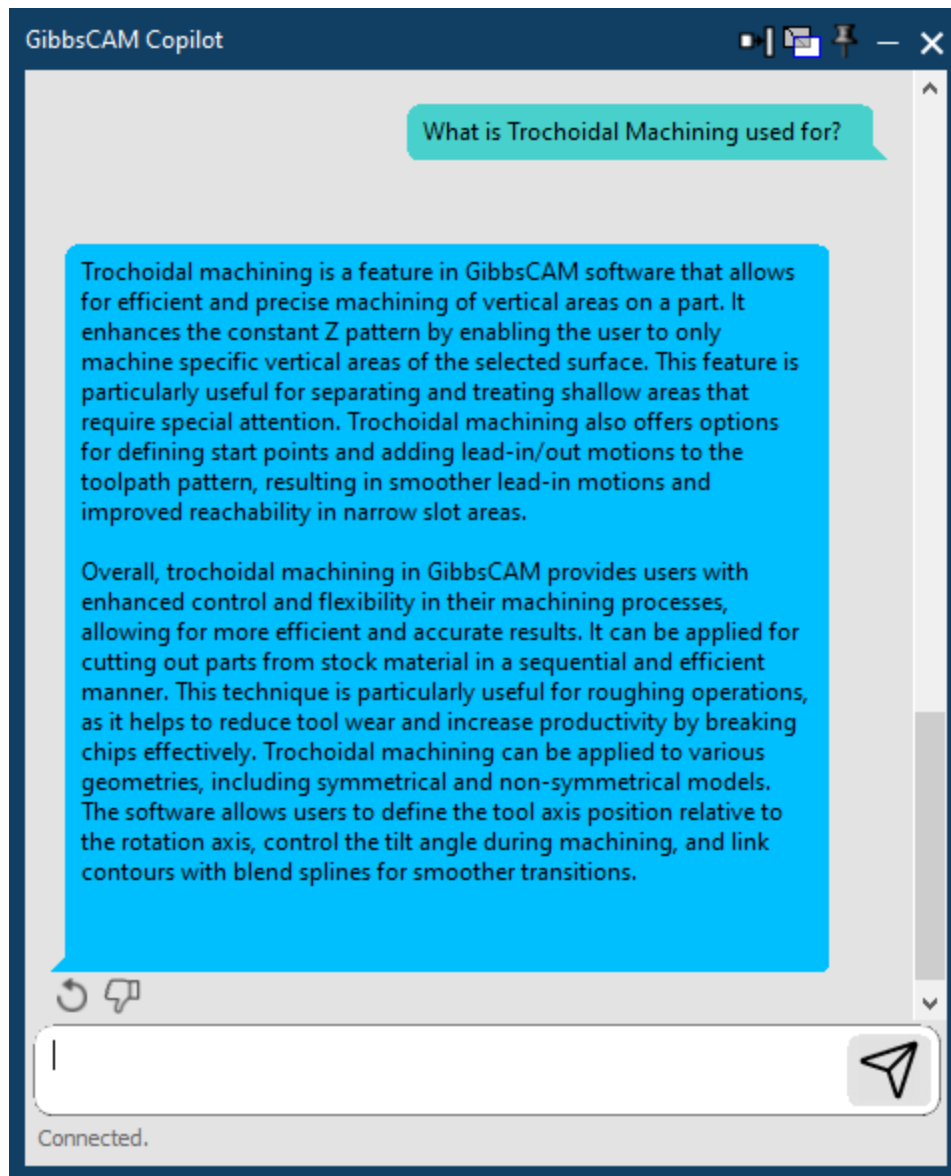 GibbsCAM Copilot
What is Trochoidal Machining used for?
Trochoidal machining is a feature in GibbsCAM software that allows
for efficient and precise machining of vertical areas on a part. It
enhances the constant Z pattern by enabling the user to only
machine specific vertical areas of the selected surface. This feature is
particularly useful for separating and treating shallow areas that
require special attention. Trochoidal machining also offers options
for defining start points and adding lead-in/out motions to the
toolpath pattern, resulting in smoother lead-in motions and
improved reachability in narrow slot areas.
Overall, trochoidal machining in GibbsCAM provides users with
enhanced control and flexibility in their machining processes,
allowing for more efficient and accurate results. It can be applied for
cutting out parts from stock material in a sequential and efficient
manner. This technique is particularly useful for roughing operations,
as it helps to reduce tool wear and increase productivity by breaking
chips effectively. Trochoidal machining can be applied to various
geometries, including symmetrical and non-symmetrical models.
The software allows users to define the tool axis position relative to
the rotation axis, control the tilt angle during machining, and link
contours with blend splines for smoother transitions.
Connected.